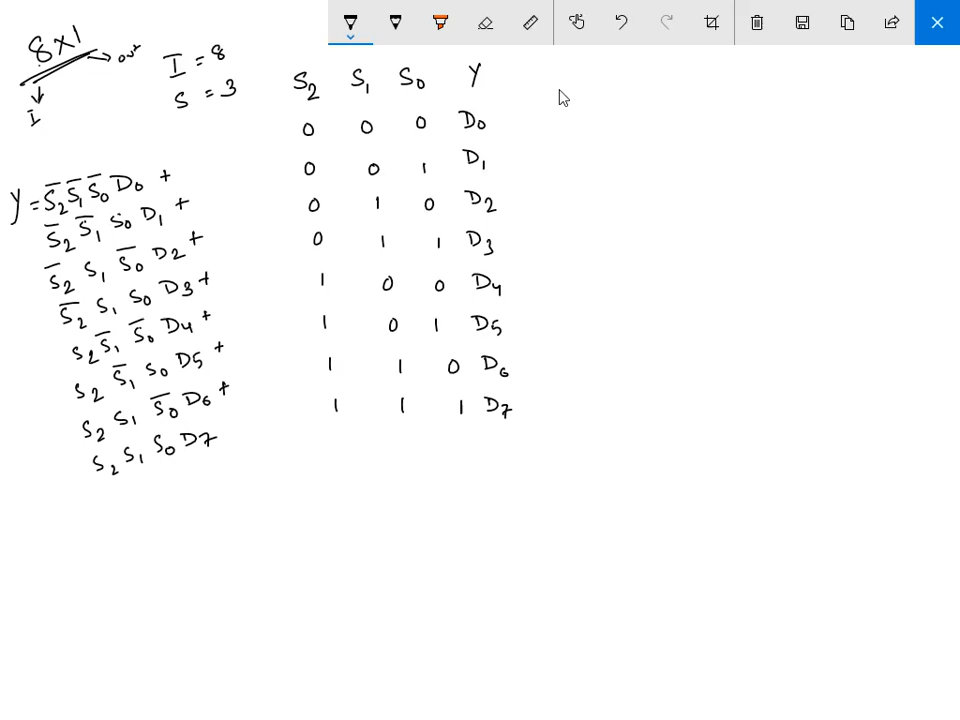 8x1
→ out
↓
I
I = 8
S = 3
S₂ S₁ S₀ Y
0 0 0 D₀
0 0 1 D₁
0 1 0 D₂
0 1 1 D₃
1 0 0 D₄
1 0 1 D₅
1 1 0 D₆
1 1 1 D₇
Y = S̅₂ S̅₁ S̅₀ D₀ +
S̅₂ S̅₁ S₀ D₁ +
S̅₂ S₁ S̅₀ D₂ +
S̅₂ S₁ S₀ D₃ +
S₂ S̅₁ S̅₀ D₄ +
S₂ S̅₁ S₀ D₅ +
S₂ S₁ S̅₀ D₆ +
S₂ S₁ S₀ D₇